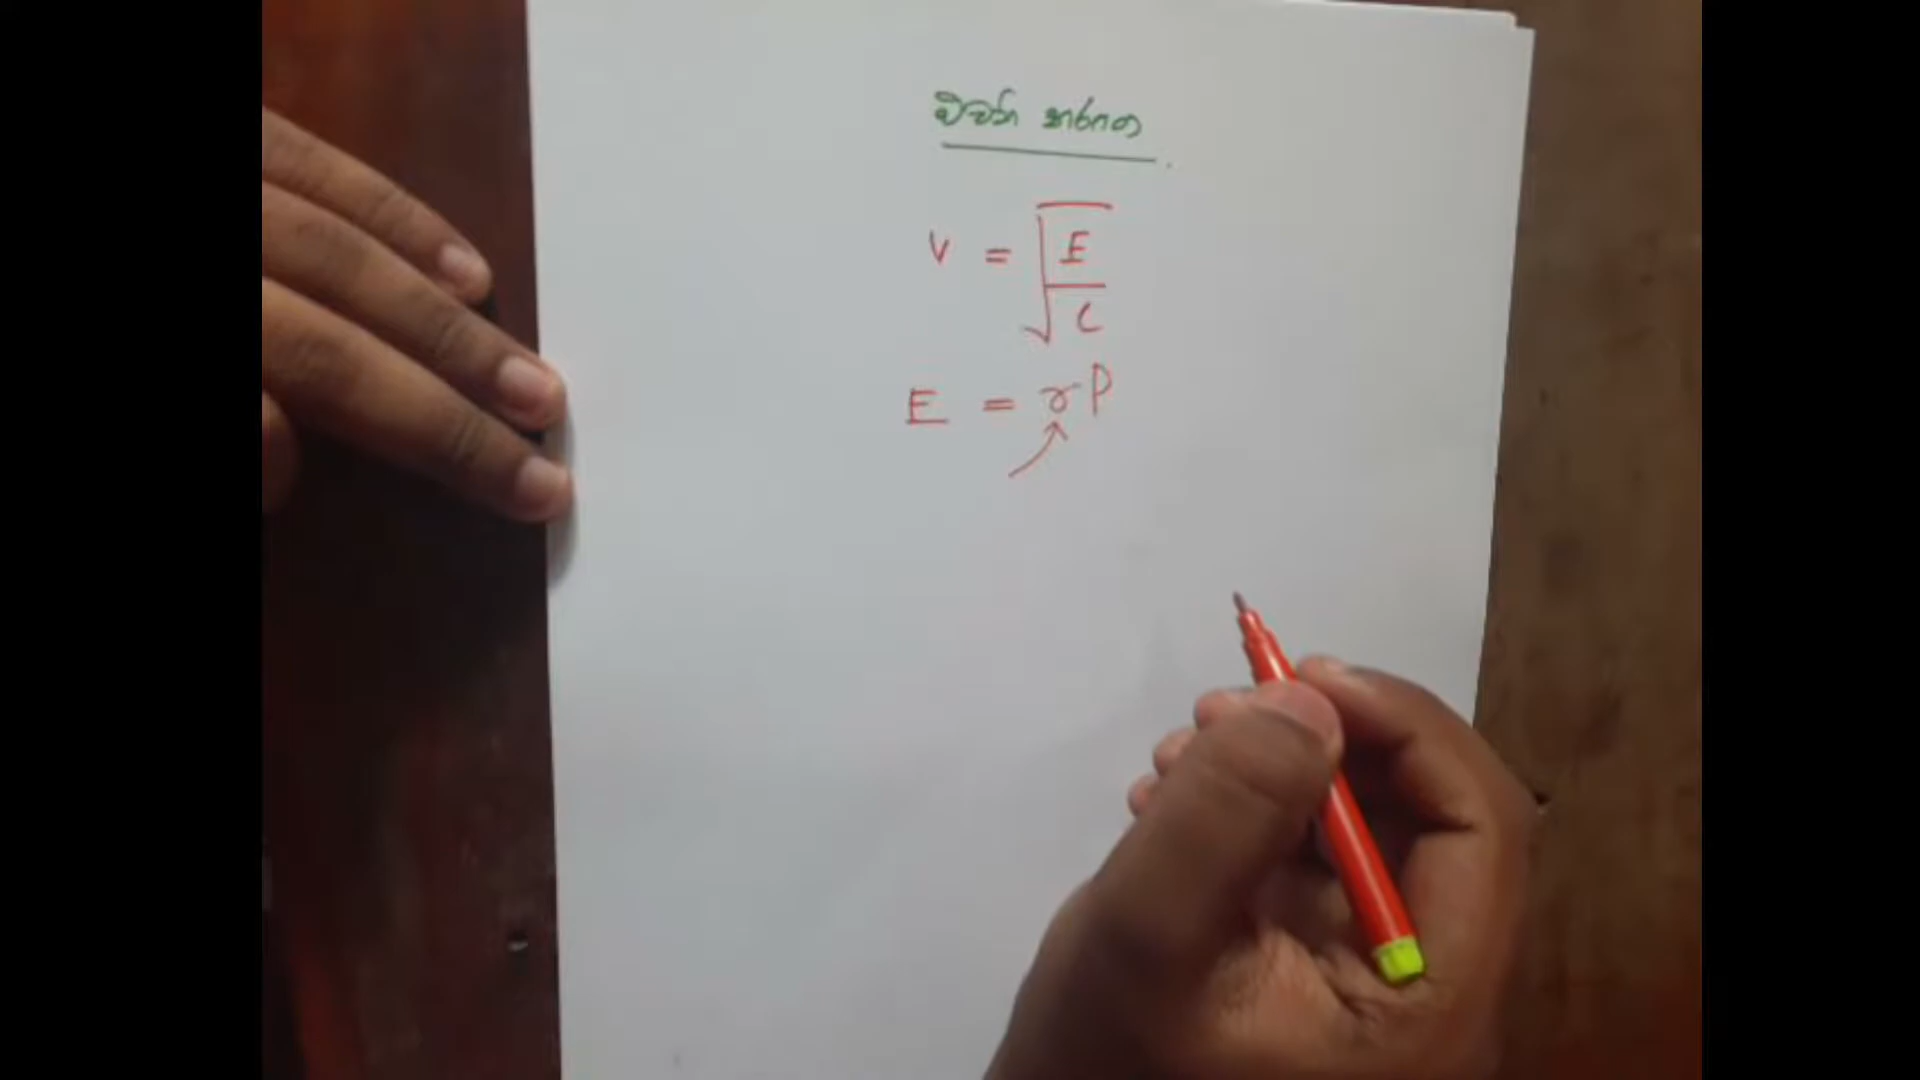 වායු තරංග
V = √(E/C)
E = γP